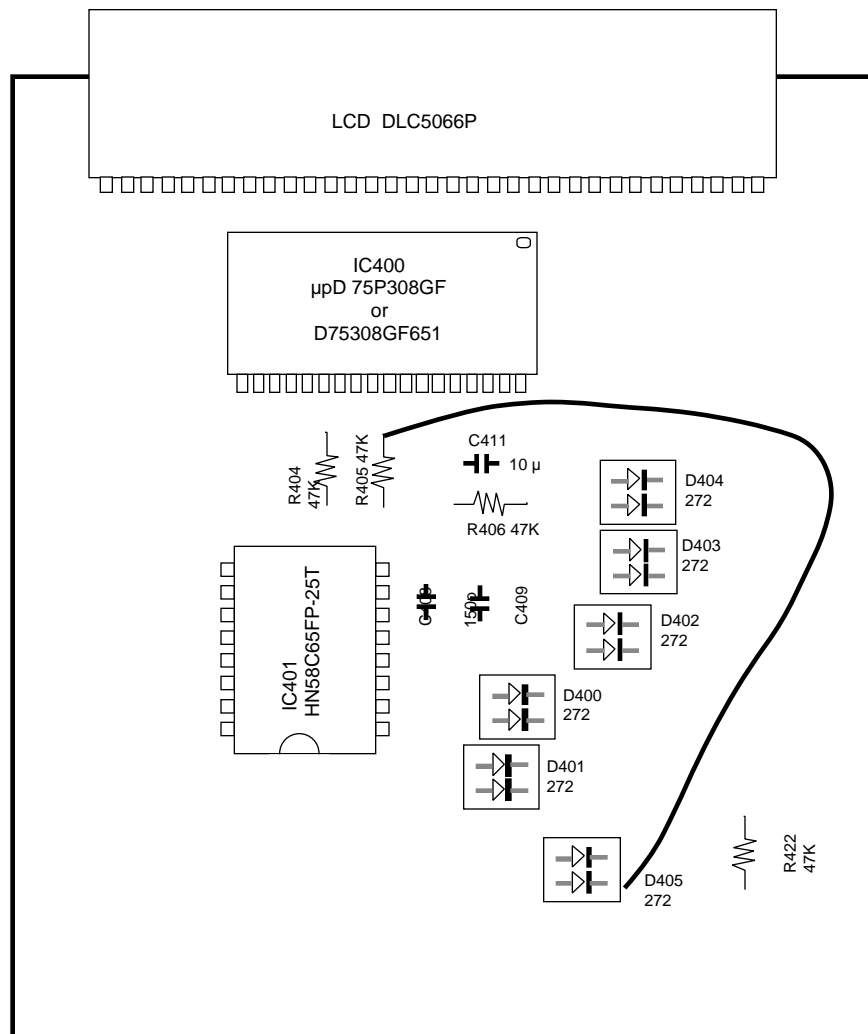 LCD DLC5066P
IC400
µpD 75P308GF
or
D75308GF651
R404
47K
R405 47K
C411
10 µ
R406 47K
D404
272
D403
272
IC401
HN58C65FP-25T
150p
C409
D402
272
D400
272
D401
272
R422
47K
D405
272